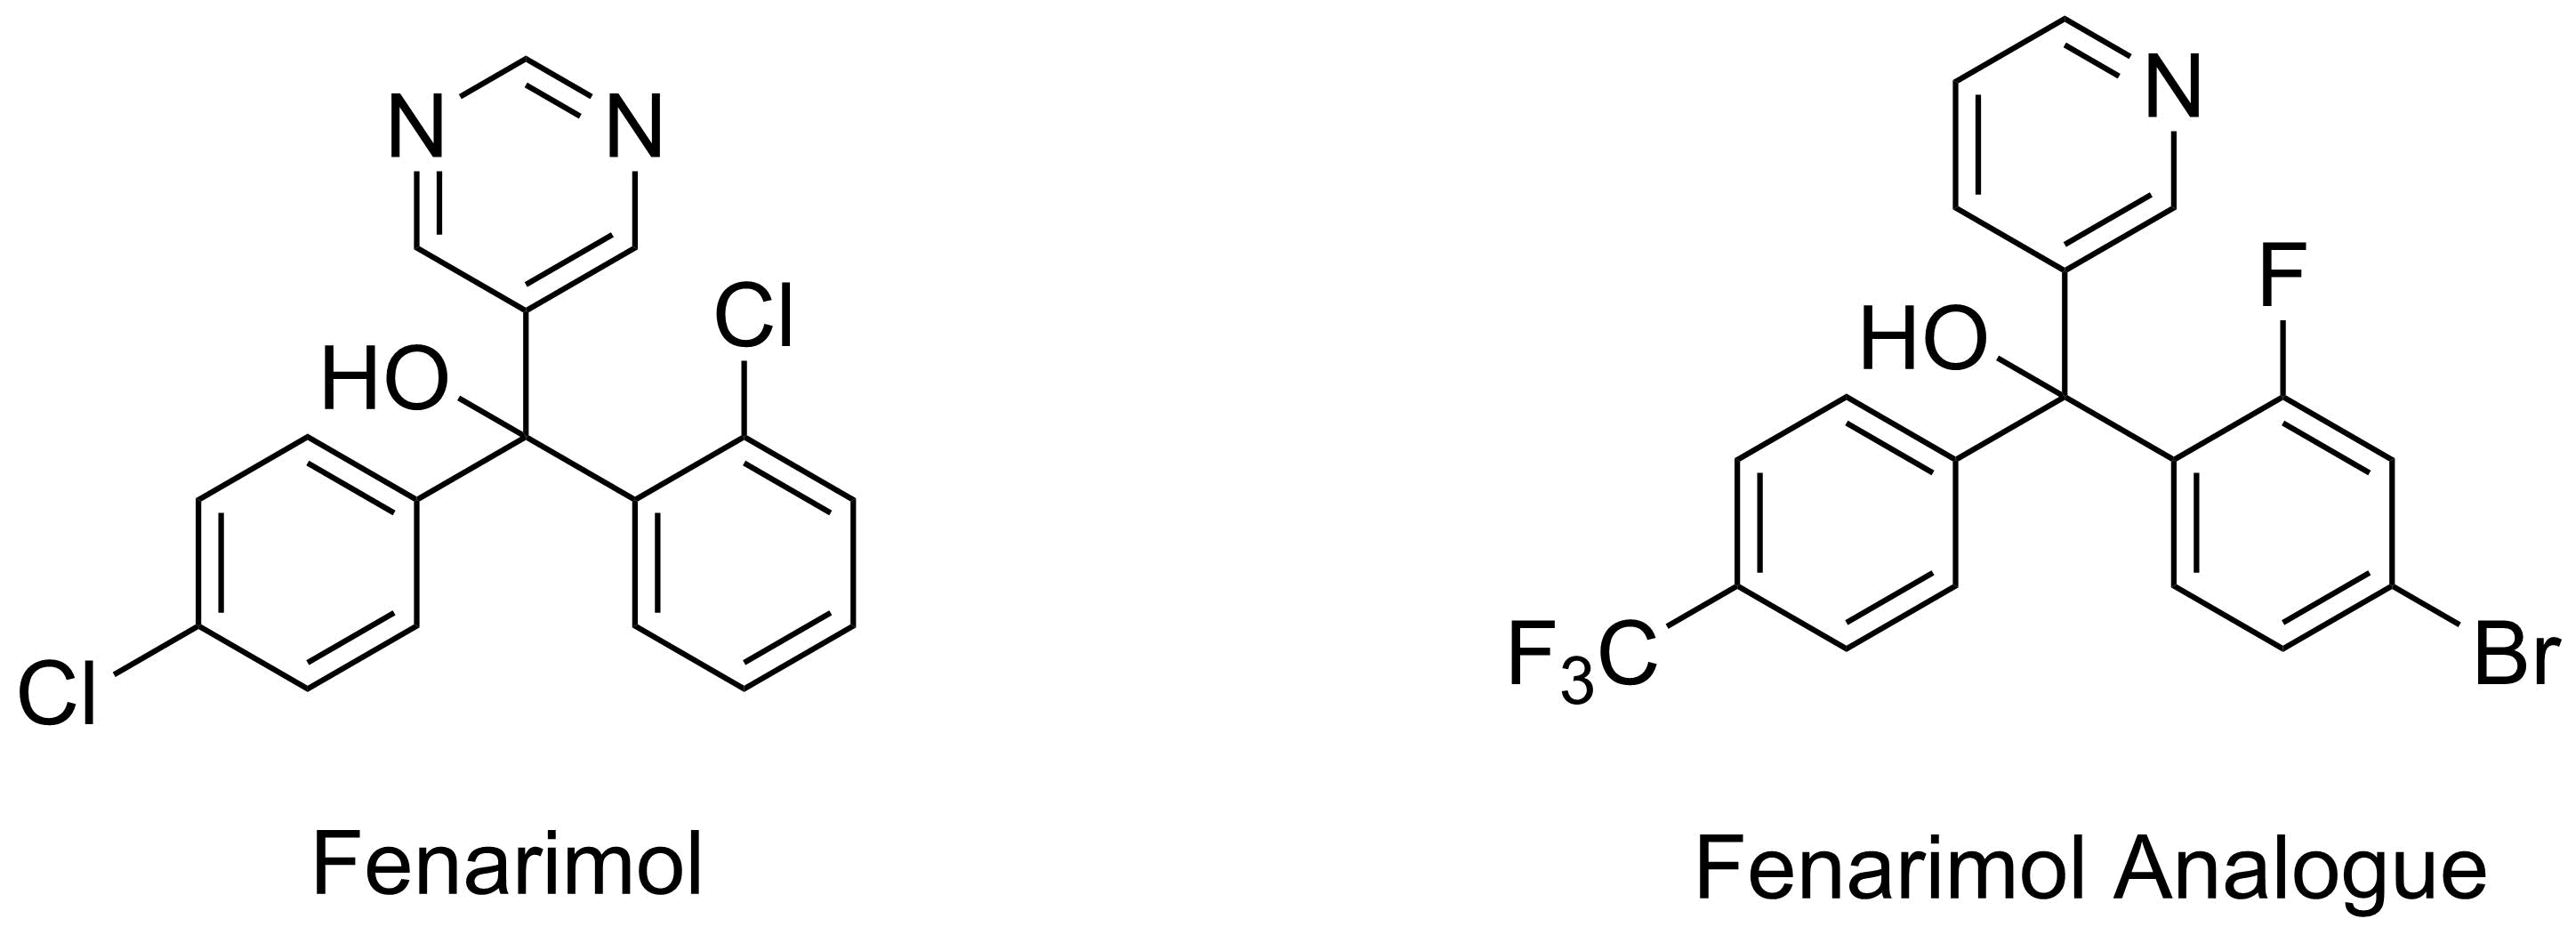 N
N
Cl
HO
Cl
Fenarimol
N
F
HO
F3C
Br
Fenarimol Analogue